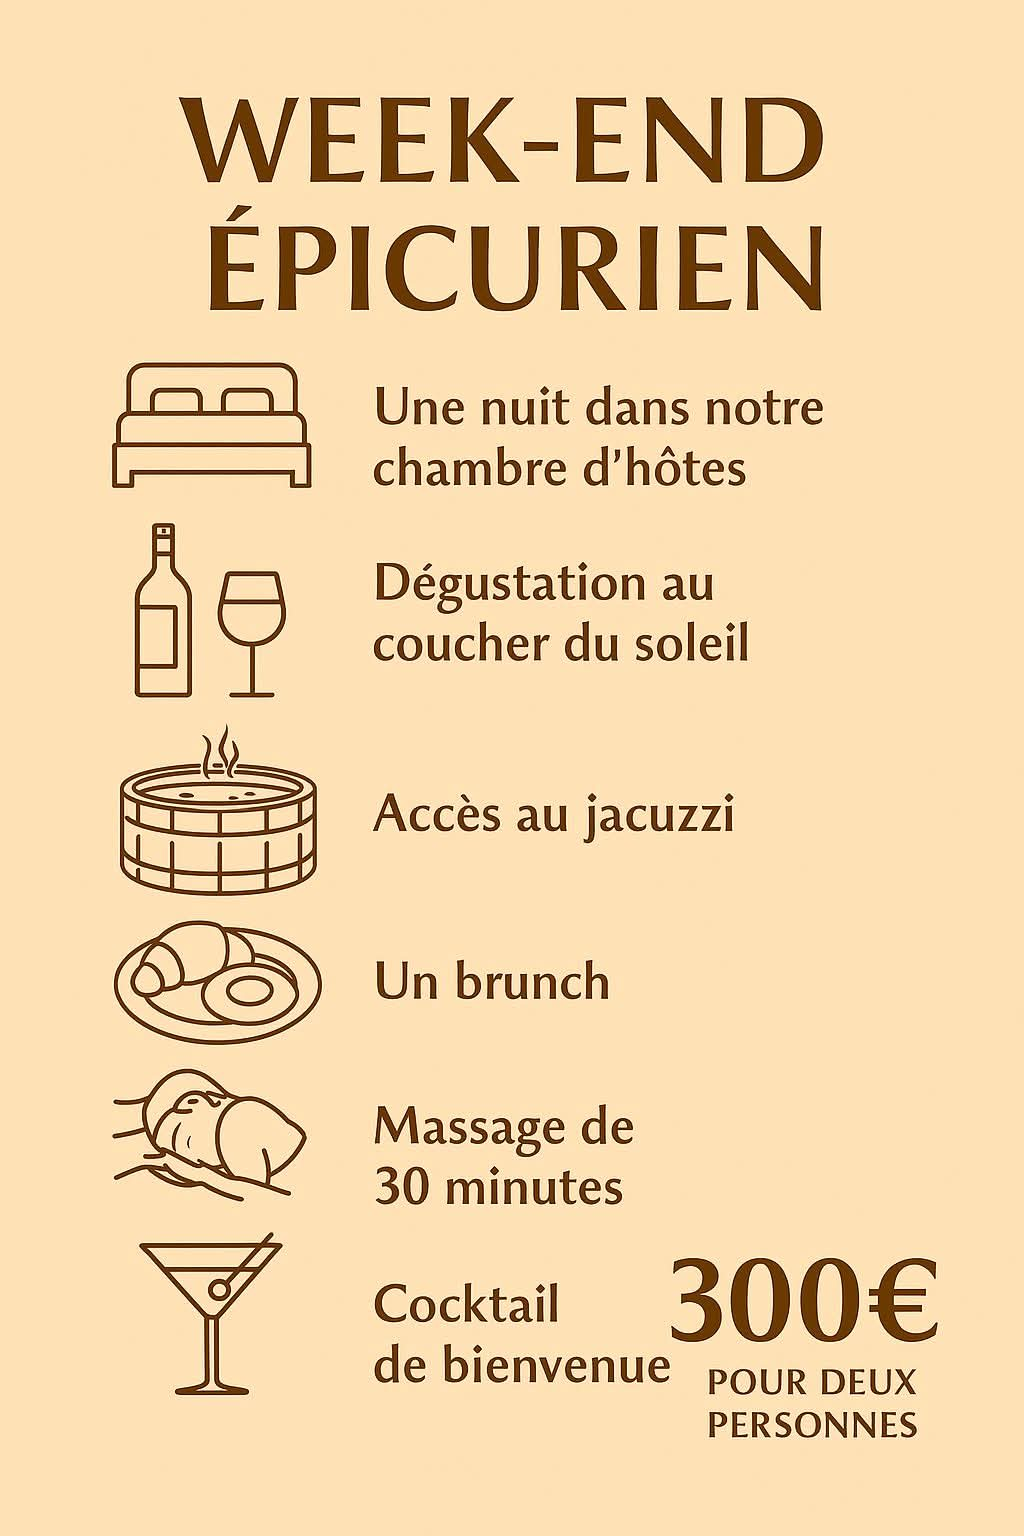 WEEK-END
ÉPICURIEN
Une nuit dans notre
chambre d'hôtes
Dégustation au
coucher du soleil
Accès au jacuzzi
Un brunch
Massage de
30 minutes
Cocktail
de bienvenue
300€
POUR DEUX
PERSONNES